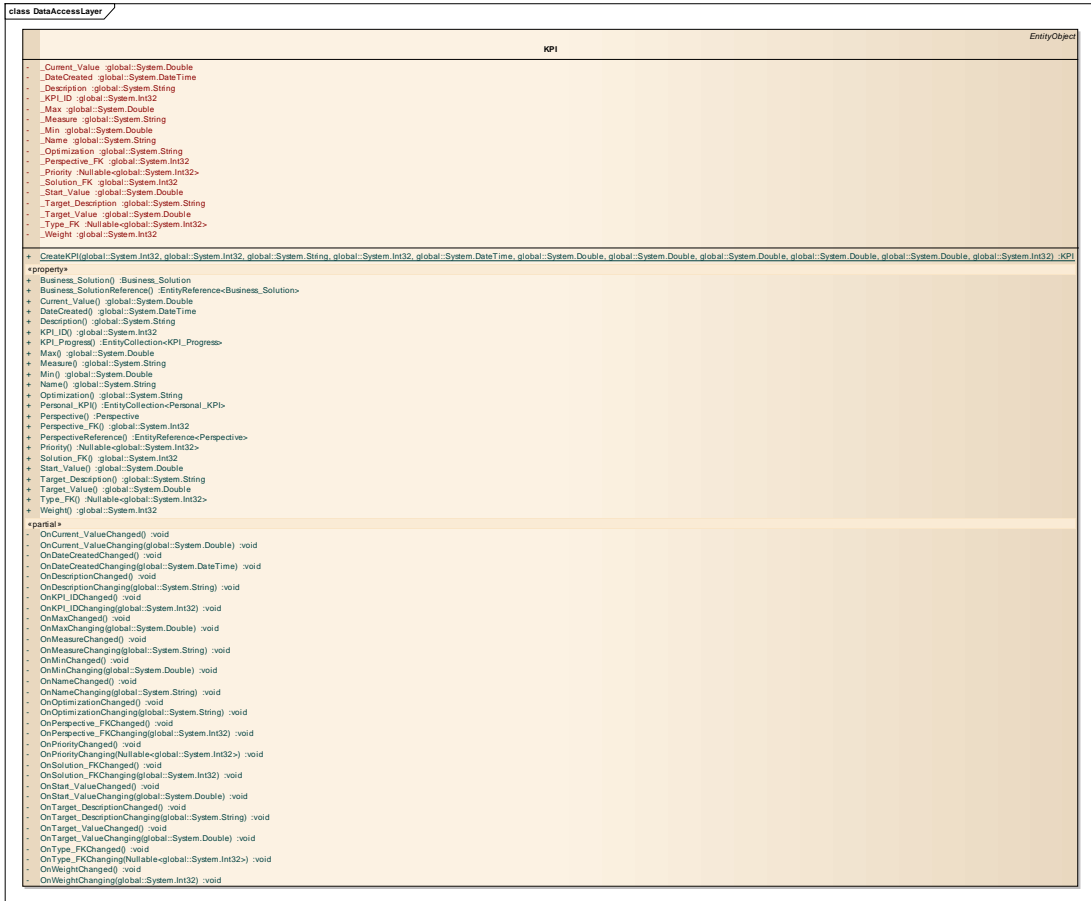 class DataAccessLayer
EntityObject
KPI
- _Current_Value :global::System.Double
- _DateCreated :global::System.DateTime
- _Description :global::System.String
- _KPI_ID :global::System.Int32
- _Max :global::System.Double
- _Measure :global::System.String
- _Min :global::System.Double
- _Name :global::System.String
- _Optimization :global::System.String
- _Perspective_FK :global::System.Int32
- _Priority :Nullable<global::System.Int32>
- _Solution_FK :global::System.Int32
- _Start_Value :global::System.Double
- _Target_Description :global::System.String
- _Target_Value :global::System.Double
- _Type_FK :Nullable<global::System.Int32>
- _Weight :global::System.Int32
+ CreateKPI(global::System.Int32, global::System.Int32, global::System.String, global::System.Int32, global::System.DateTime, global::System.Double, global::System.Double, global::System.Double, global::System.Double, global::System.Double, global::System.Int32) :KPI
«property»
+ Business_Solution() :Business_Solution
+ Business_SolutionReference() :EntityReference<Business_Solution>
+ Current_Value() :global::System.Double
+ DateCreated() :global::System.DateTime
+ Description() :global::System.String
+ KPI_ID() :global::System.Int32
+ KPI_Progress() :EntityCollection<KPI_Progress>
+ Max() :global::System.Double
+ Measure() :global::System.String
+ Min() :global::System.Double
+ Name() :global::System.String
+ Optimization() :global::System.String
+ Personal_KPI() :EntityCollection<Personal_KPI>
+ Perspective() :Perspective
+ Perspective_FK() :global::System.Int32
+ PerspectiveReference() :EntityReference<Perspective>
+ Priority() :Nullable<global::System.Int32>
+ Solution_FK() :global::System.Int32
+ Start_Value() :global::System.Double
+ Target_Description() :global::System.String
+ Target_Value() :global::System.Double
+ Type_FK() :Nullable<global::System.Int32>
+ Weight() :global::System.Int32
«partial»
- OnCurrent_ValueChanged() :void
- OnCurrent_ValueChanging(global::System.Double) :void
- OnDateCreatedChanged() :void
- OnDateCreatedChanging(global::System.DateTime) :void
- OnDescriptionChanged() :void
- OnDescriptionChanging(global::System.String) :void
- OnKPI_IDChanged() :void
- OnKPI_IDChanging(global::System.Int32) :void
- OnMaxChanged() :void
- OnMaxChanging(global::System.Double) :void
- OnMeasureChanged() :void
- OnMeasureChanging(global::System.String) :void
- OnMinChanged() :void
- OnMinChanging(global::System.Double) :void
- OnNameChanged() :void
- OnNameChanging(global::System.String) :void
- OnOptimizationChanged() :void
- OnOptimizationChanging(global::System.String) :void
- OnPerspective_FKChanged() :void
- OnPerspective_FKChanging(global::System.Int32) :void
- OnPriorityChanged() :void
- OnPriorityChanging(Nullable<global::System.Int32>) :void
- OnSolution_FKChanged() :void
- OnSolution_FKChanging(global::System.Int32) :void
- OnStart_ValueChanged() :void
- OnStart_ValueChanging(global::System.Double) :void
- OnTarget_DescriptionChanged() :void
- OnTarget_DescriptionChanging(global::System.String) :void
- OnTarget_ValueChanged() :void
- OnTarget_ValueChanging(global::System.Double) :void
- OnType_FKChanged() :void
- OnType_FKChanging(Nullable<global::System.Int32>) :void
- OnWeightChanged() :void
- OnWeightChanging(global::System.Int32) :void